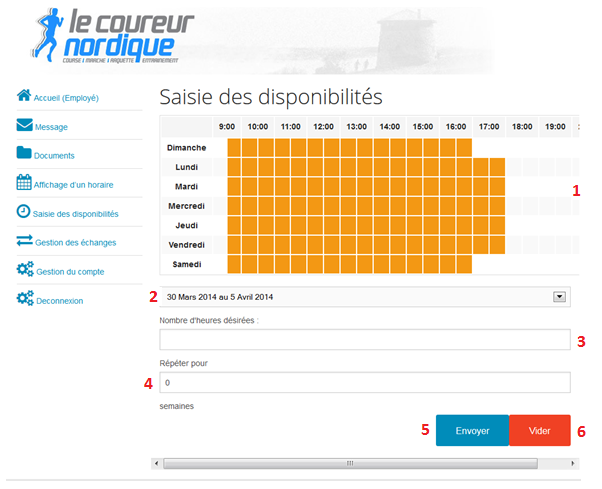 le coureur
nordique
COURSE | MARCHE | RAQUETTE | ENTRAINEMENT
Accueil (Employé)
Message
Documents
Affichage d'un horaire
Saisie des disponibilités
Gestion des échanges
Gestion du compte
Deconnexion
Saisie des disponibilités
9:00 10:00 11:00 12:00 13:00 14:00 15:00 16:00 17:00 18:00 19:00
Dimanche
Lundi
Mardi
1
Mercredi
Jeudi
Vendredi
Samedi
2 30 Mars 2014 au 5 Avril 2014
Nombre d'heures désirées :
3
Répéter pour
4 0
semaines
5 Envoyer Vider 6